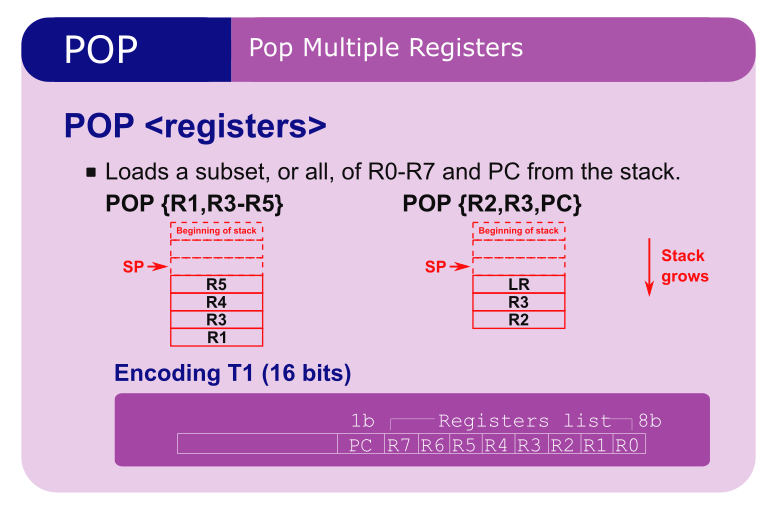 POP
Pop Multiple Registers
POP <registers>
Loads a subset, or all, of R0-R7 and PC from the stack.
POP {R1,R3-R5}
Beginning of stack
SP
R5
R4
R3
R1
POP {R2,R3,PC}
Beginning of stack
SP
LR
R3
R2
Stack
grows
Encoding T1 (16 bits)
1b Registers list 8b
PC R7 R6 R5 R4 R3 R2 R1 R0